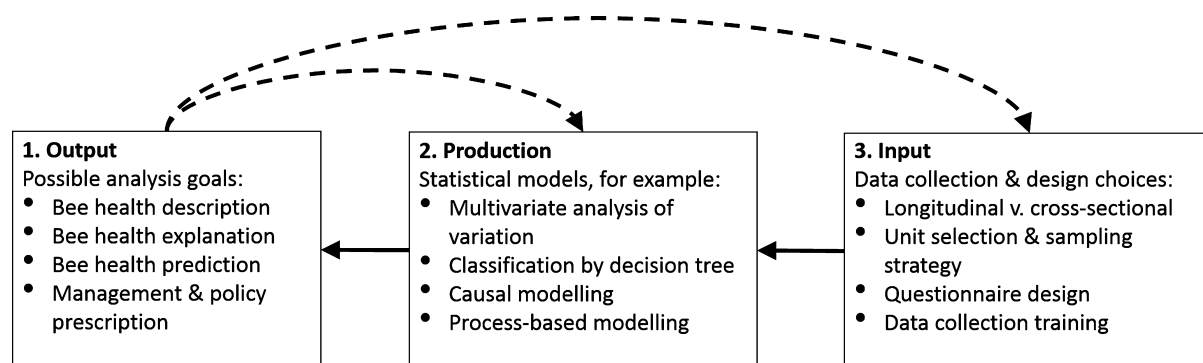 1. Output
Possible analysis goals:
• Bee health description
• Bee health explanation
• Bee health prediction
• Management & policy
prescription
2. Production
Statistical models, for example:
• Multivariate analysis of
variation
• Classification by decision tree
• Causal modelling
• Process-based modelling
3. Input
Data collection & design choices:
• Longitudinal v. cross-sectional
• Unit selection & sampling
strategy
• Questionnaire design
• Data collection training